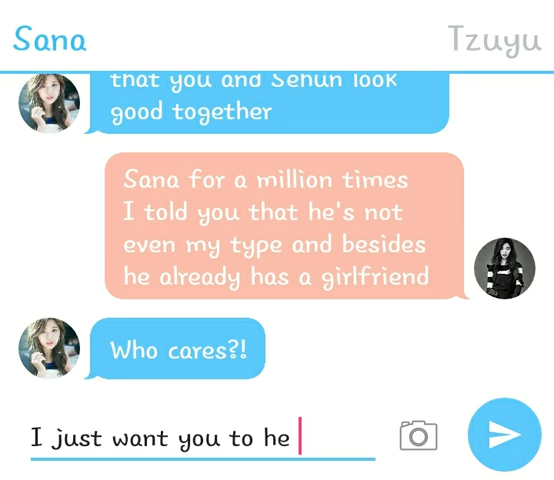 Sana
Tzuyu
that you and Sehun look
good together
Sana for a million times
I told you that he's not
even my type and besides
he already has a girlfriend
Who cares?!
I just want you to he